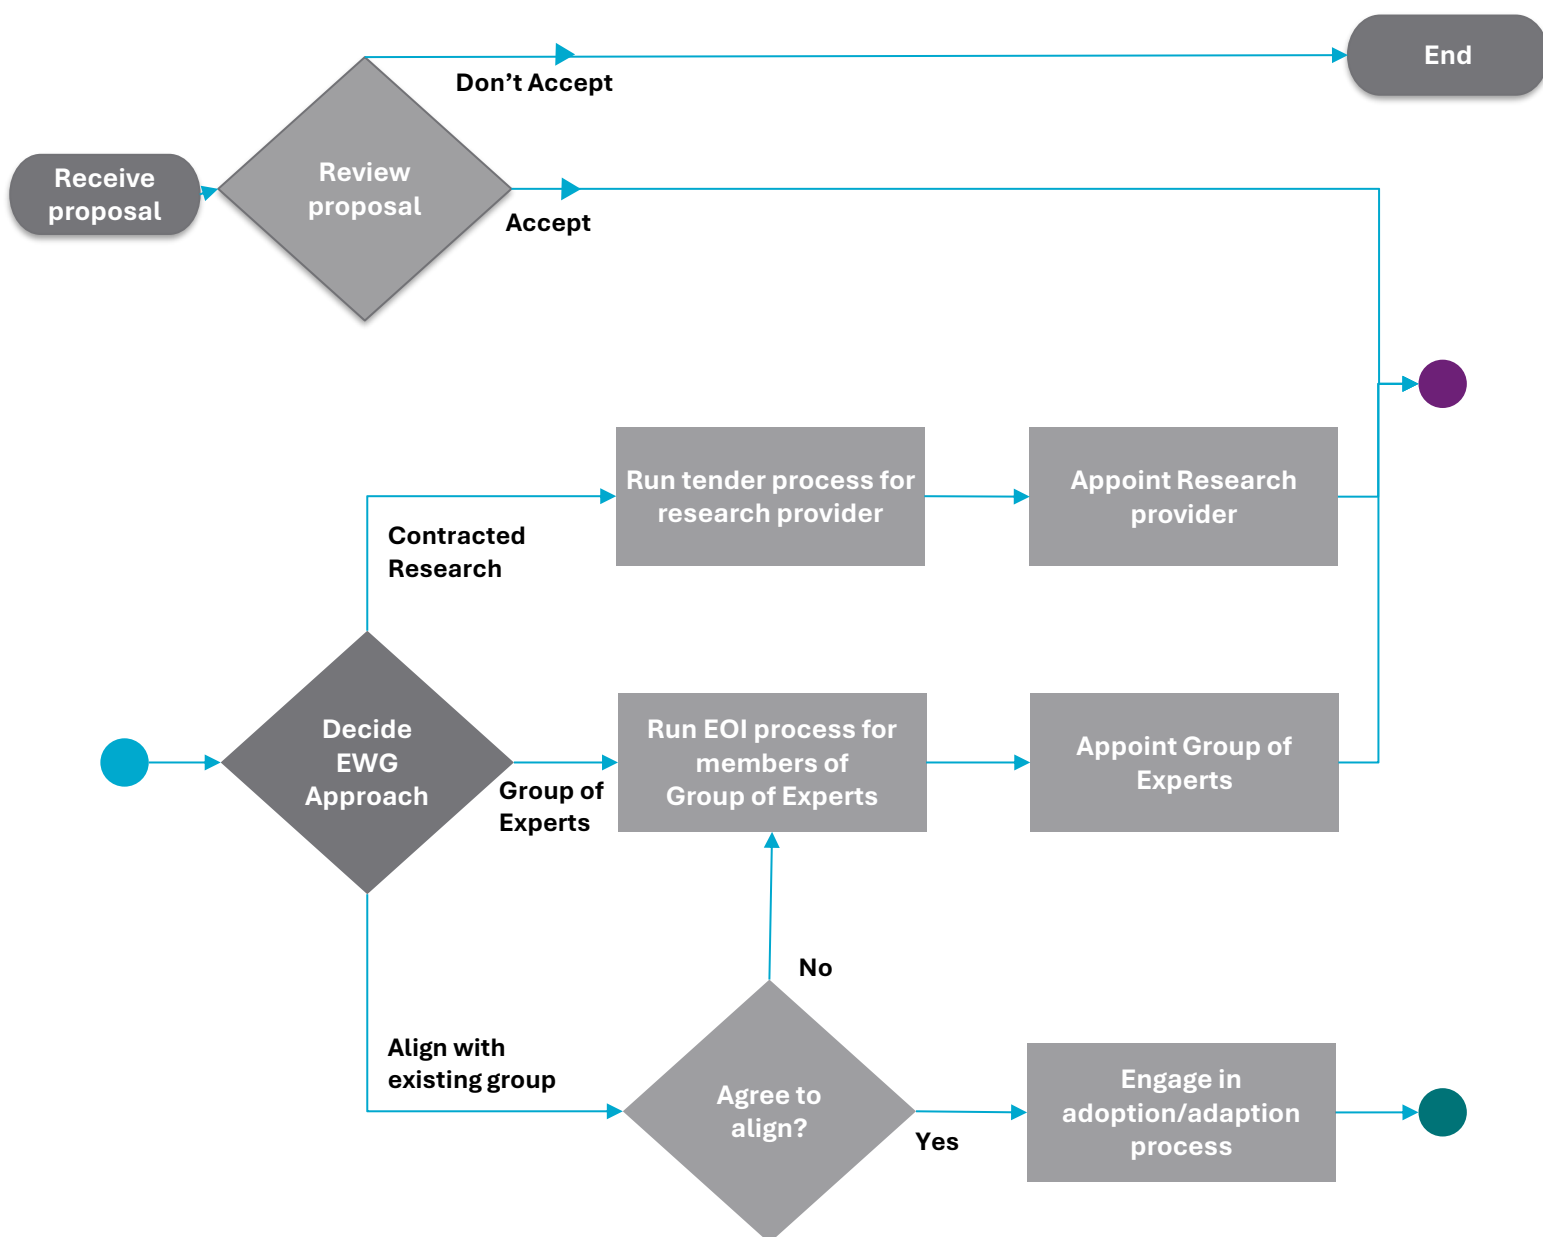 End
Don't Accept
Receive
proposal
Review
proposal
Accept
Run tender process for
research provider
Appoint Research
provider
Contracted
Research
Decide
EWG
Approach
Group of
Experts
Run EOI process for
members of
Group of Experts
Appoint Group of
Experts
No
Align with
existing group
Agree to
align?
Yes
Engage in
adoption/adaption
process